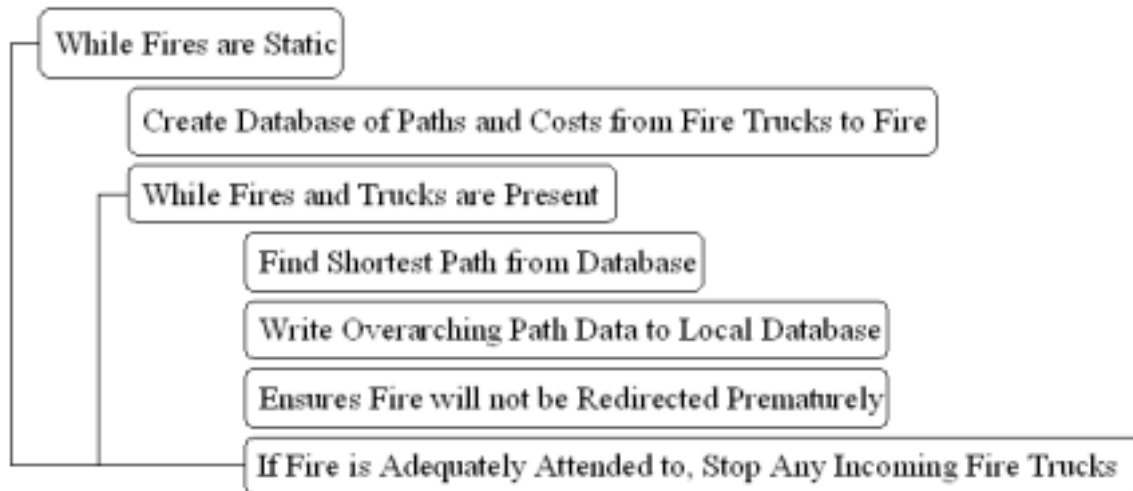 While Fires are Static
Create Database of Paths and Costs from Fire Trucks to Fire
While Fires and Trucks are Present
Find Shortest Path from Database
Write Overarching Path Data to Local Database
Ensures Fire will not be Redirected Prematurely
If Fire is Adequately Attended to, Stop Any Incoming Fire Trucks